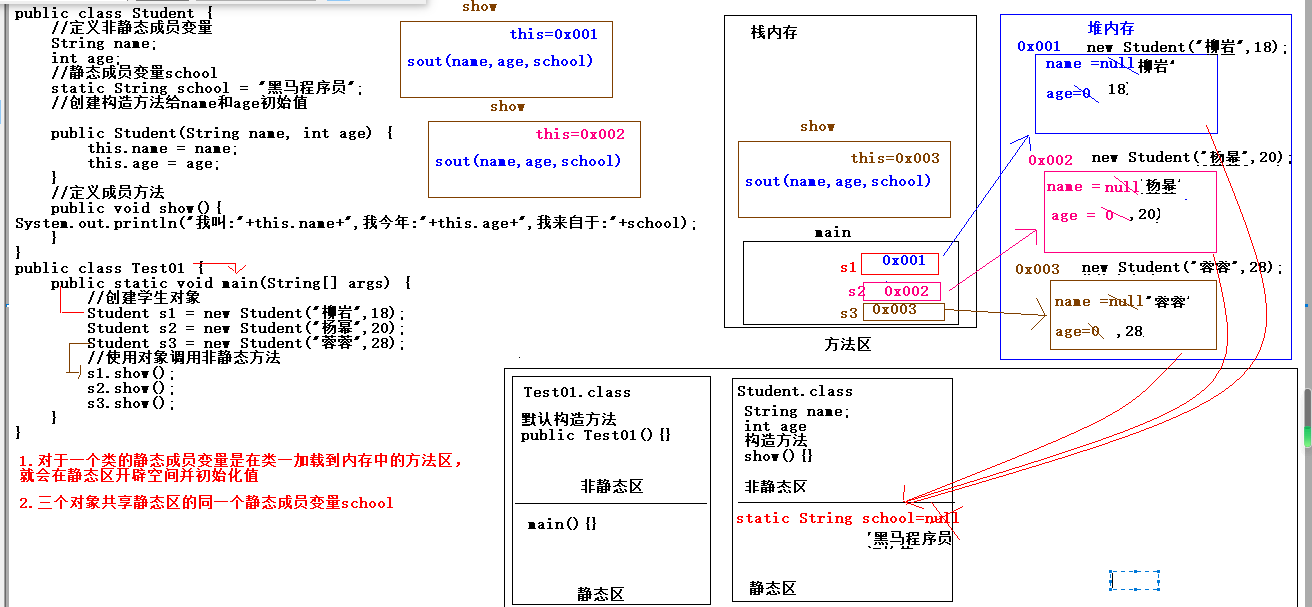 public class Student {
//定义非静态成员变量
String name;
int age;
//静态成员变量school
static String school = "黑马程序员";
//创建构造方法给name和age初始值
public Student(String name, int age) {
this.name = name;
this.age = age;
}
//定义成员方法
public void show(){
System.out.println("我叫:"+this.name+",我今年:"+this.age+",我来自于:"+school);
}
}
public class Test01 {
public static void main(String[] args) {
//创建学生对象
Student s1 = new Student("柳岩",18);
Student s2 = new Student("杨幂",20);
Student s3 = new Student("蓉蓉",28);
//使用对象调用非静态方法
s1.show();
s2.show();
s3.show();
}
}
1.对于一个类的静态成员变量是在类一加载到内存中的方法区，
就会在静态区开辟空间并初始化值
2.三个对象共享静态区的同一个静态成员变量school
show
this=0x001
sout(name,age,school)
show
this=0x002
sout(name,age,school)
栈内存
show
this=0x003
sout(name,age,school)
main
s1 0x001
s2 0x002
s3 0x003
堆内存
0x001 new Student("柳岩",18);
name =null 柳岩"
age=0 18
0x002 new Student("杨幂",20);
name = null "杨幂"
age = 0 ,20)
0x003 new Student("蓉蓉",28);
name =null "蓉蓉"
age=0 ,28
方法区
Test01.class
默认构造方法
public Test01(){}
非静态区
main(){}
静态区
Student.class
String name;
int age
构造方法
show(){}
非静态区
static String school=null
"黑马程序员
静态区